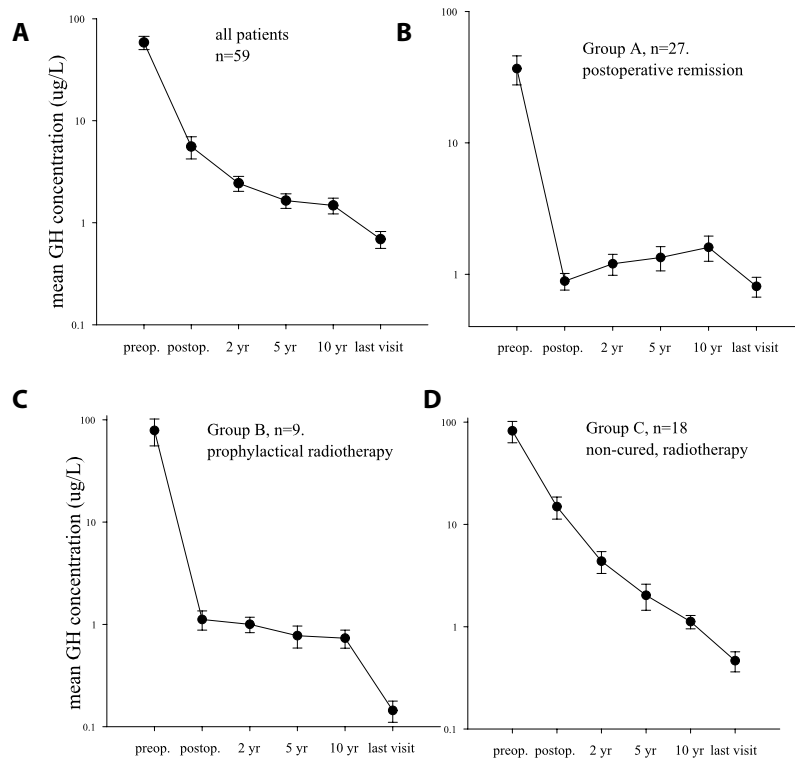 A
mean GH concentration (ug/L)
all patients
n=59
100
10
1
0.1
preop. postop. 2 yr 5 yr 10 yr last visit
B
Group A, n=27.
postoperative remission
100
10
1
preop. postop. 2 yr 5 yr 10 yr last visit
C
mean GH concentration (ug/L)
Group B, n=9.
prophylactical radiotherapy
100
10
1
0.1
preop. postop. 2 yr 5 yr 10 yr last visit
D
Group C, n=18
non-cured, radiotherapy
100
10
1
0.1
preop. postop. 2 yr 5 yr 10 yr last visit